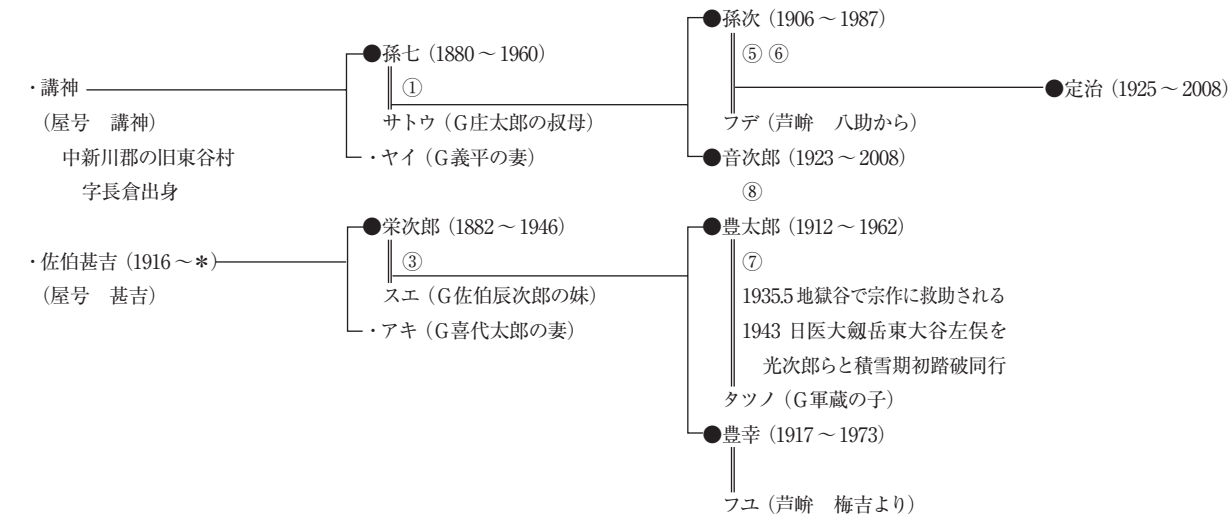 ・講神
(屋号　講神)
中新川郡の旧東谷村
字長倉出身
●孫七 (1880～1960)
①
サトウ (G庄太郎の叔母)
・ヤイ (G義平の妻)
●孫次 (1906～1987)
⑤ ⑥
フデ (芦峅　八助から)
●音次郎 (1923～2008)
⑧
●定治 (1925～2008)
・佐伯甚吉 (1916～＊)
(屋号　甚吉)
●栄次郎 (1882～1946)
③
スエ (G佐伯辰次郎の妹)
・アキ (G喜代太郎の妻)
●豊太郎 (1912～1962)
⑦
1935.5 地獄谷で宗作に救助される
1943 日医大劔岳東大谷左俣を
光次郎らと積雪期初踏破同行
タツノ (G軍蔵の子)
●豊幸 (1917～1973)
フユ (芦峅　梅吉より)